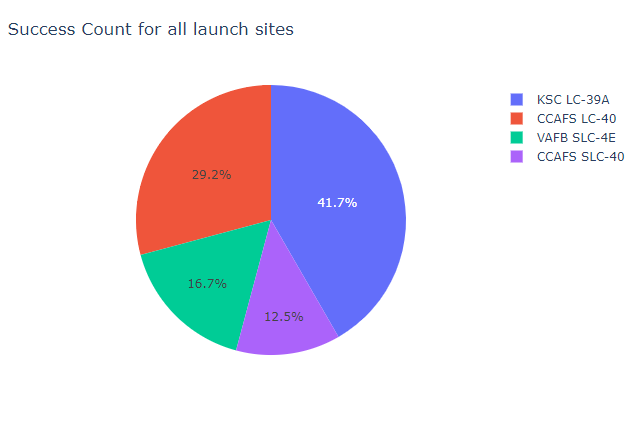 Success Count for all launch sites
KSC LC-39A
CCAFS LC-40
VAFB SLC-4E
CCAFS SLC-40
29.2%
41.7%
16.7%
12.5%